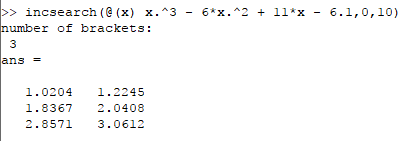 >> incsearch(@(x) x.^3 - 6*x.^2 + 11*x - 6.1,0,10)
number of brackets:
3
ans =
1.0204 1.2245
1.8367 2.0408
2.8571 3.0612